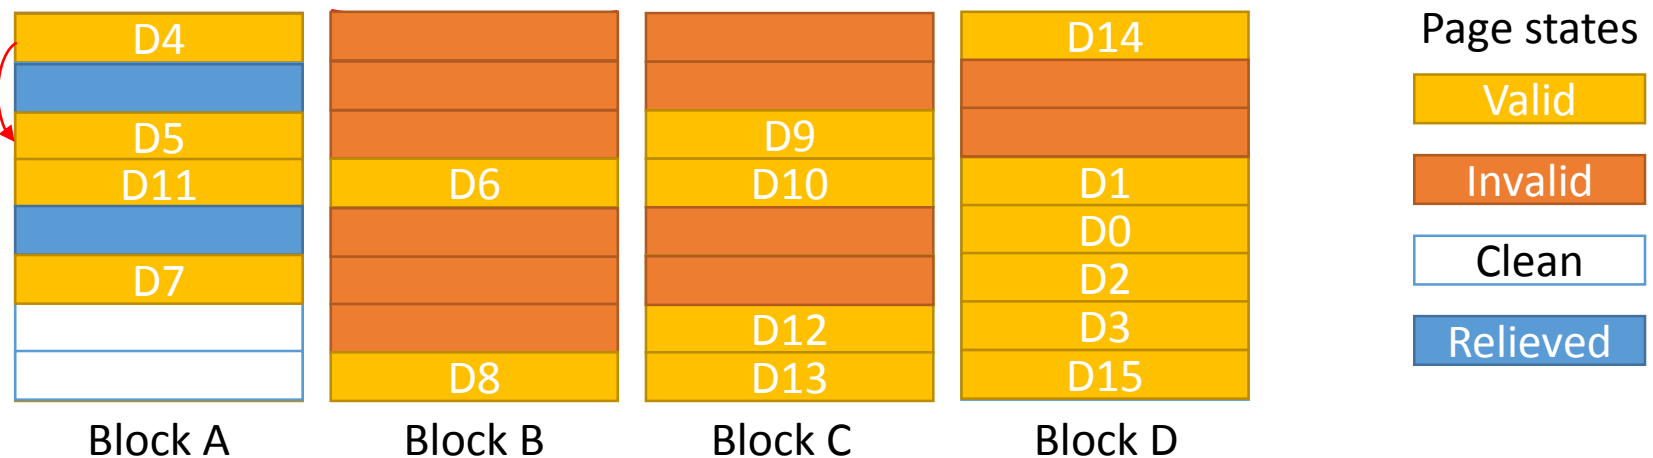 D4
D5
D11
D7
Block A
D6
D8
Block B
D9
D10
D12
D13
Block C
D14
D1
D0
D2
D3
D15
Block D
Page states
Valid
Invalid
Clean
Relieved